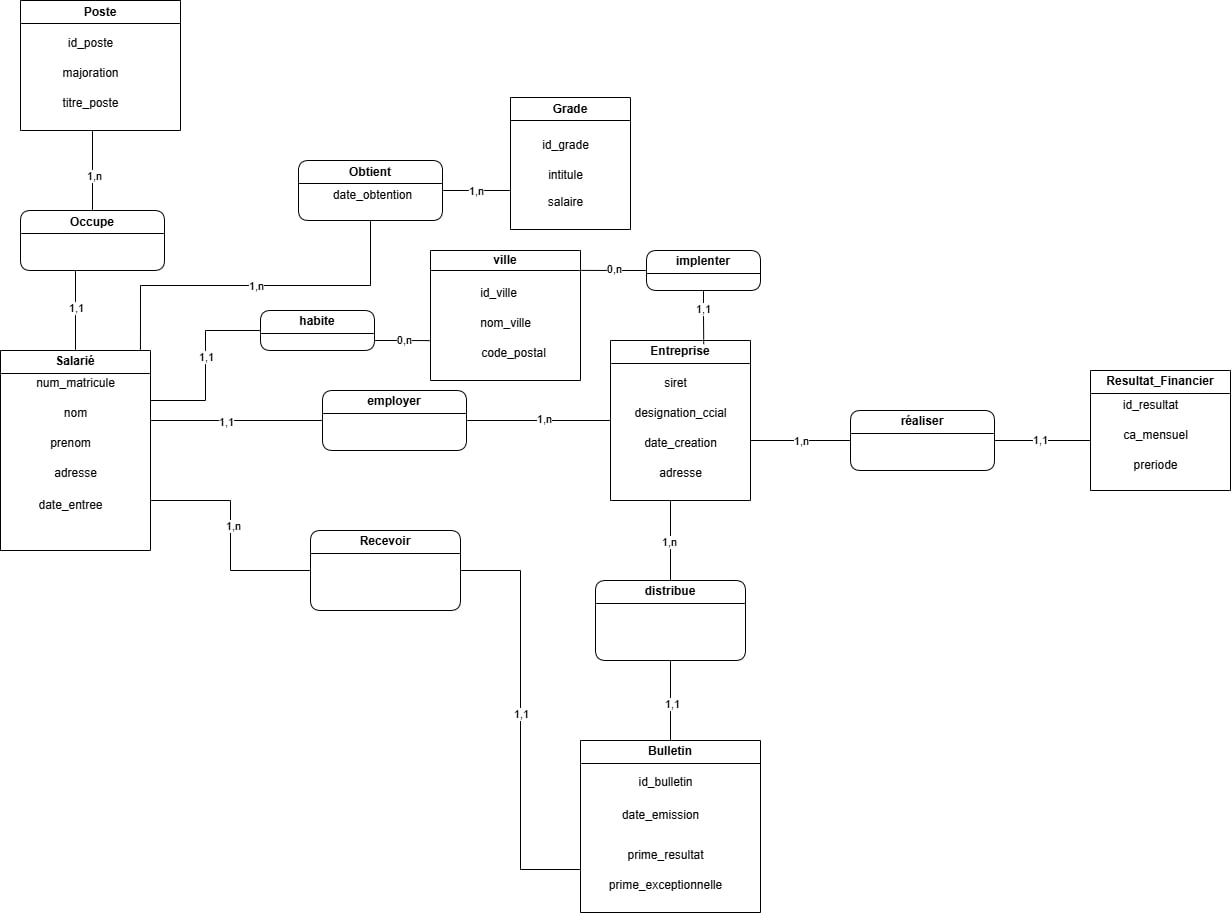 Poste
id_poste
majoration
titre_poste
1,n
Occupe
1,1
Obtient
date_obtention
1,n
Grade
id_grade
intitule
salaire
1,n
ville
id_ville
nom_ville
code_postal
0,n
implenter
1,1
habite
0,n
1,1
Salarié
num_matricule
nom
prenom
adresse
date_entree
1,1
employer
1,n
Entreprise
siret
designation_ccial
date_creation
adresse
1,n
réaliser
1,1
Resultat_Financier
id_resultat
ca_mensuel
preriode
1,n
Recevoir
1,1
1,n
distribue
1,1
Bulletin
id_bulletin
date_emission
prime_resultat
prime_exceptionnelle